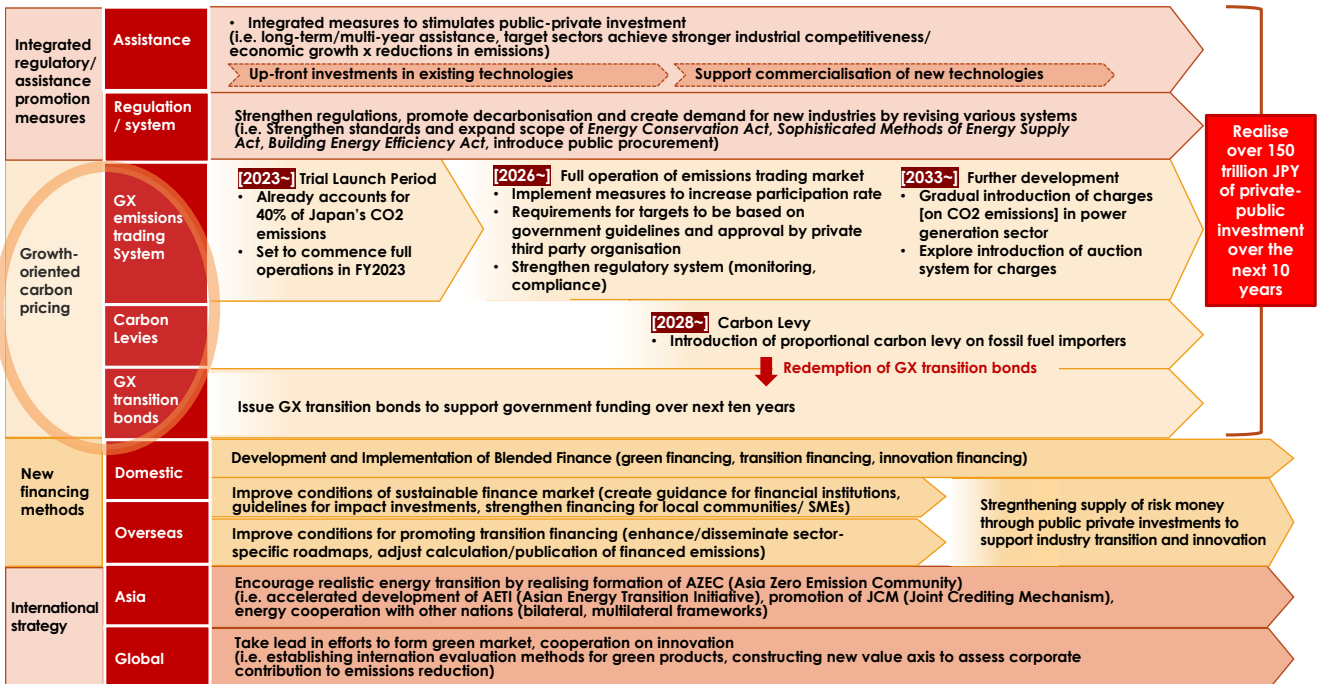 Integrated
regulatory/
assistance
promotion
measures
Assistance
• Integrated measures to stimulates public-private investment
(i.e. long-term/multi-year assistance, target sectors achieve stronger industrial competitiveness/
economic growth x reductions in emissions)
Up-front investments in existing technologies
Support commercialisation of new technologies
Regulation
/ system
Strengthen regulations, promote decarbonisation and create demand for new industries by revising various systems
(i.e. Strengthen standards and expand scope of Energy Conservation Act, Sophisticated Methods of Energy Supply
Act, Building Energy Efficiency Act, introduce public procurement)
Growth-
oriented
carbon
pricing
GX
emissions
trading
System
[2023~] Trial Launch Period
• Already accounts for
40% of Japan's CO2
emissions
• Set to commence full
operations in FY2023
[2026~] Full operation of emissions trading market
• Implement measures to increase participation rate
• Requirements for targets to be based on
government guidelines and approval by private
third party organisation
• Strengthen regulatory system (monitoring,
compliance)
[2033~] Further development
• Gradual introduction of charges
[on CO2 emissions] in power
generation sector
• Explore introduction of auction
system for charges
Carbon
Levies
[2028~] Carbon Levy
• Introduction of proportional carbon levy on fossil fuel importers
Redemption of GX transition bonds
GX
transition
bonds
Issue GX transition bonds to support government funding over next ten years
Realise
over 150
trillion JPY
of private-
public
investment
over the
next 10
years
New
financing
methods
Domestic
Development and Implementation of Blended Finance (green financing, transition financing, innovation financing)
Improve conditions of sustainable finance market (create guidance for financial institutions,
guidelines for impact investments, strengthen financing for local communities/ SMEs)
Overseas
Improve conditions for promoting transition financing (enhance/disseminate sector-
specific roadmaps, adjust calculation/publication of financed emissions)
Stregnthening supply of risk money
through public private investments to
support industry transition and innovation
International
strategy
Asia
Encourage realistic energy transition by realising formation of AZEC (Asia Zero Emission Community)
(i.e. accelerated development of AETI (Asian Energy Transition Initiative), promotion of JCM (Joint Crediting Mechanism),
energy cooperation with other nations (bilateral, multilateral frameworks)
Global
Take lead in efforts to form green market, cooperation on innovation
(i.e. establishing internation evaluation methods for green products, constructing new value axis to assess corporate
contribution to emissions reduction)